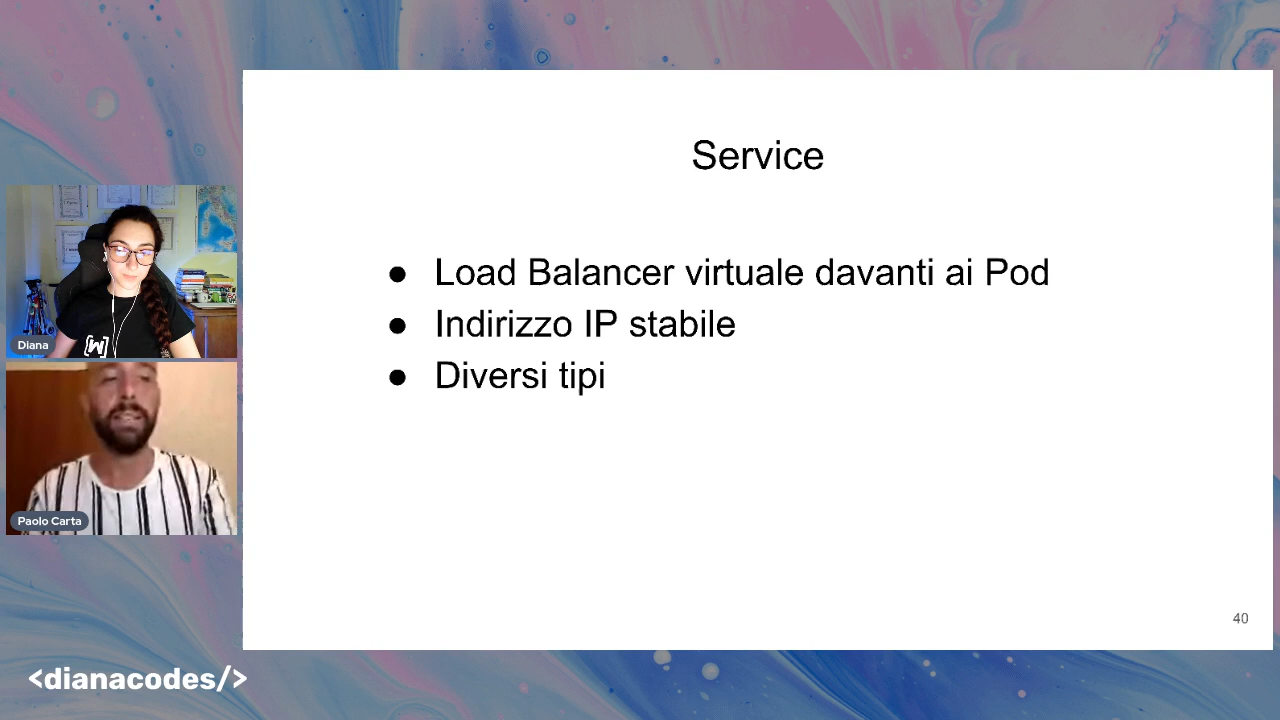 Service
● Load Balancer virtuale davanti ai Pod
● Indirizzo IP stabile
● Diversi tipi
40
Diana
Paolo Carta
<dianacodes/>